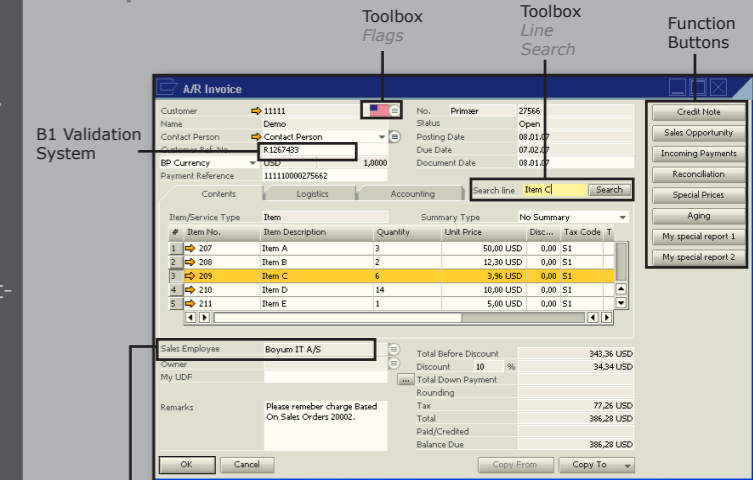 Toolbox
Flags
Toolbox
Line
Search
Function
Buttons
B1 Validation
System
A/R Invoice
Customer 11111
Name Demo
Contact Person Contact Person
Customer Ref. No. R1267433
BP Currency USD 1,0000
Payment Reference 111110000275662
No. Primær 27566
Status Open
Posting Date 08.01.07
Due Date 07.02.07
Document Date 08.01.07
Contents Logistics Accounting Search line Item C Search
Item/Service Type Item Summary Type No Summary
# Item No. Item Description Quantity Unit Price Disc... Tax Code T
1 207 Item A 3 50,00 USD 0,00 S1
2 208 Item B 2 12,30 USD 0,00 S1
3 209 Item C 6 3,96 USD 0,00 S1
4 210 Item D 14 10,00 USD 0,00 S1
5 211 Item E 1 5,00 USD 0,00 S1
Sales Employee Boyum IT A/S
Owner
My UDF
Remarks Please remeber charge Based
On Sales Orders 20002.
Total Before Discount 343,36 USD
Discount 10 % 34,34 USD
... Total Down Payment
Rounding
Tax 77,26 USD
Total 386,28 USD
Paid/Credited
Balance Due 386,28 USD
OK Cancel Copy From Copy To
Credit Note
Sales Opportunity
Incoming Payments
Reconciliation
Special Prices
Aging
My special report 1
My special report 2